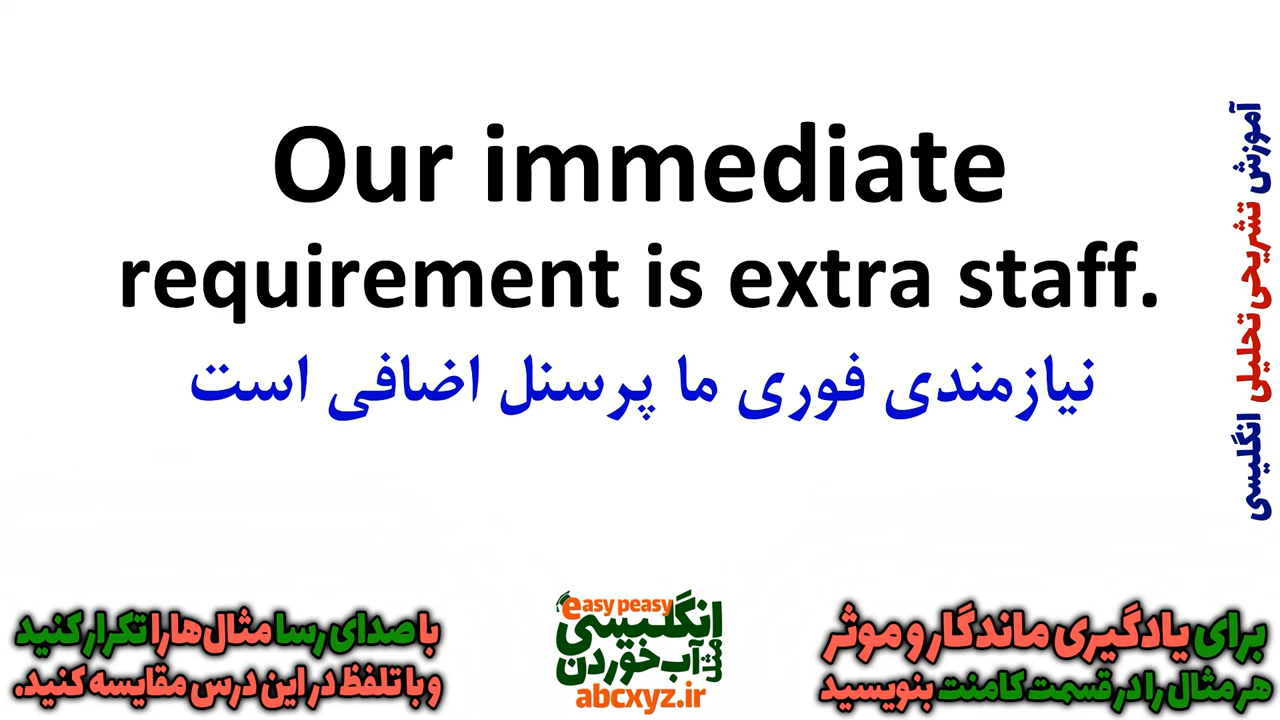 Our immediate
requirement is extra staff.
نیازمندی فوری ما پرسنل اضافی است
آموزش تشریحی تحلیلی انگلیسی
برای یادگیری ماندگار و موثر
هر مثال را در قسمت کامنت بنویسید
easy peasy
انگلیسی
مثل آب خوردن
abcxyz.ir
با صدای رسا مثال‌ها را تکرار کنید
و با تلفظ در این درس مقایسه کنید.